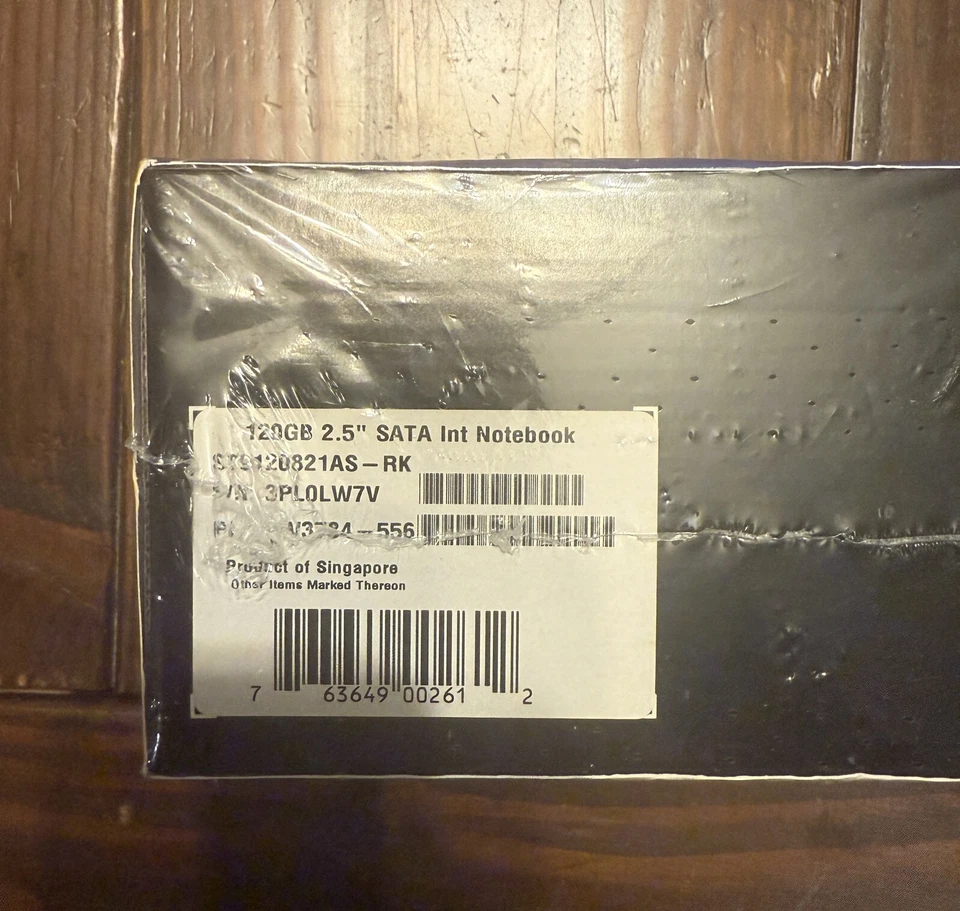 120GB 2.5" SATA Int Notebook
ST9120821AS-RK
S/N 3PL0LW7V
Product of Singapore
Other Items Marked Thereon
7 63649 00261 2